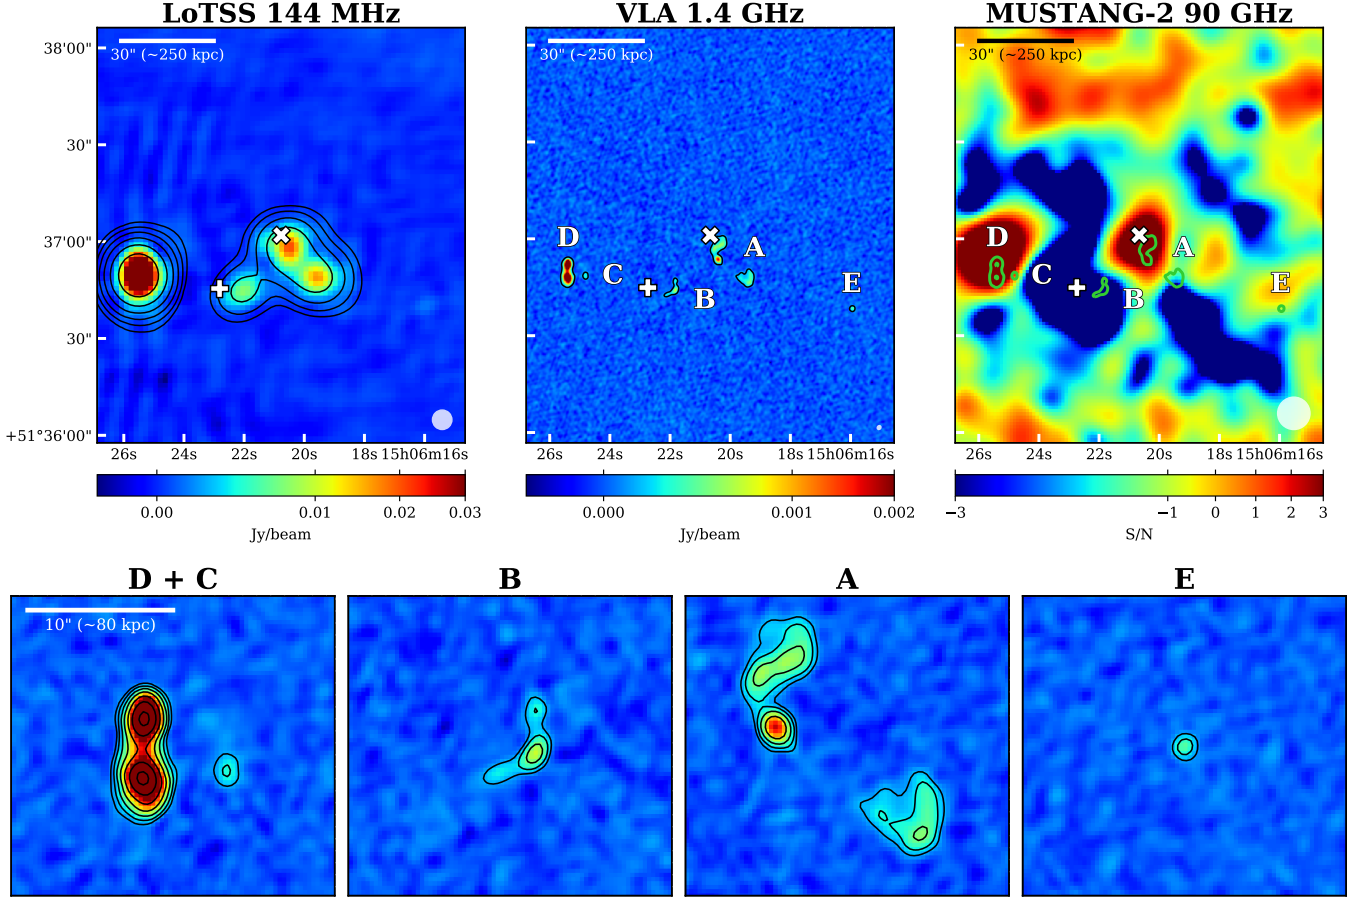 LoTSS 144 MHz
VLA 1.4 GHz
MUSTANG-2 90 GHz
30" (~250 kpc)
30" (~250 kpc)
30" (~250 kpc)
38'00"
30"
37'00"
30"
+51°36'00"
D
C
B
A
E
D
C
B
A
E
26s 24s 22s 20s 18s 15h06m16s
26s 24s 22s 20s 18s 15h06m16s
26s 24s 22s 20s 18s 15h06m16s
0.00 0.01 0.02 0.03
0.000 0.001 0.002
−3 −1 0 1 2 3
Jy/beam
Jy/beam
S/N
D + C
B
A
E
10" (~80 kpc)